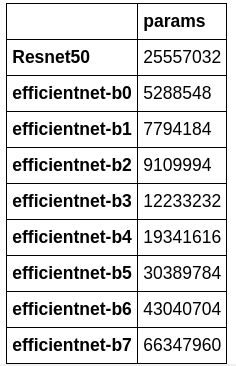 params
Resnet50 25557032
efficientnet-b0 5288548
efficientnet-b1 7794184
efficientnet-b2 9109994
efficientnet-b3 12233232
efficientnet-b4 19341616
efficientnet-b5 30389784
efficientnet-b6 43040704
efficientnet-b7 66347960